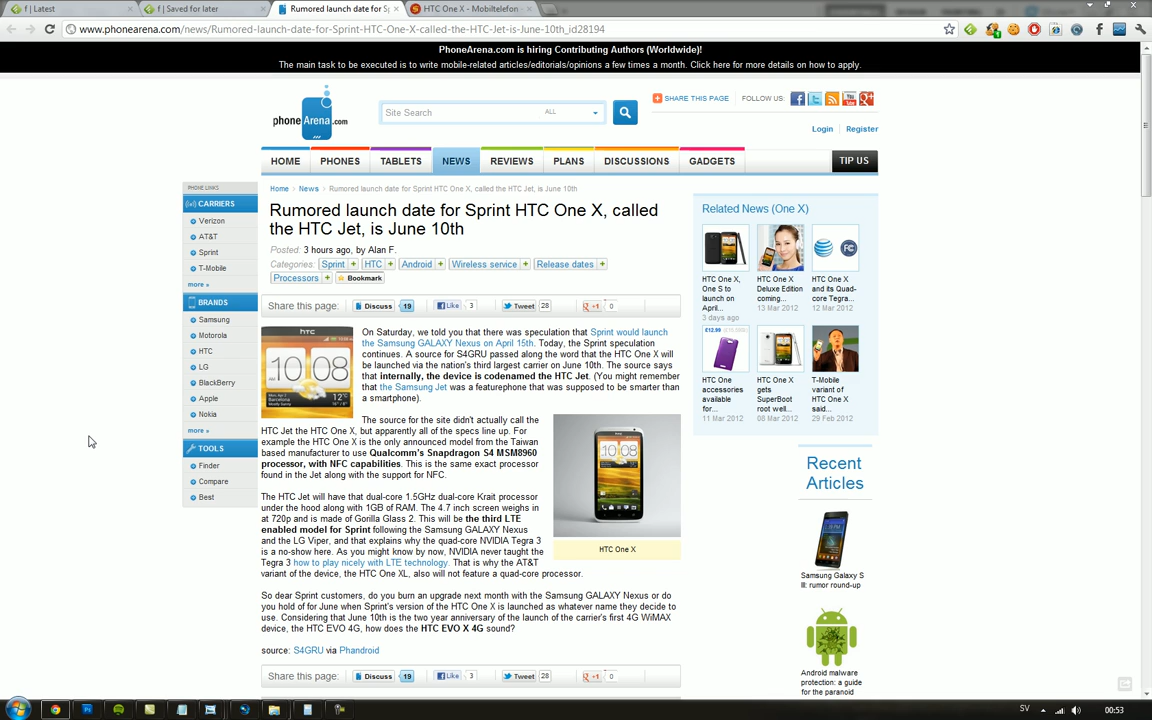 f | Latest
f | Saved for later
Rumored launch date for Sp
HTC One X - Mobiltelefon
www.phonearena.com/news/Rumored-launch-date-for-Sprint-HTC-One-X-called-the-HTC-Jet-is-June-10th_id28194
PhoneArena.com is hiring Contributing Authors (Worldwide)!
The main task to be executed is to write mobile-related articles/editorials/opinions a few times a month. Click here for more details on how to apply.
phoneArena.com
Site Search
ALL
SHARE THIS PAGE
FOLLOW US:
Login
Register
HOME
PHONES
TABLETS
NEWS
REVIEWS
PLANS
DISCUSSIONS
GADGETS
TIP US
PHONE LINKS
CARRIERS
Verizon
AT&T
Sprint
T-Mobile
more »
BRANDS
Samsung
Motorola
HTC
LG
BlackBerry
Apple
Nokia
more »
TOOLS
Finder
Compare
Best
Home › News › Rumored launch date for Sprint HTC One X, called the HTC Jet, is June 10th
Rumored launch date for Sprint HTC One X, called
the HTC Jet, is June 10th
Posted: 3 hours ago, by Alan F.
Categories: Sprint + HTC + Android + Wireless service + Release dates +
Processors + Bookmark
Share this page: Discuss 19 Like 3 Tweet 28 +1 0
On Saturday, we told you that there was speculation that Sprint would launch
the Samsung GALAXY Nexus on April 15th. Today, the Sprint speculation
continues. A source for S4GRU passed along the word that the HTC One X will
be launched via the nation's third largest carrier on June 10th. The source says
that internally, the device is codenamed the HTC Jet. (You might remember
that the Samsung Jet was a featurephone that was supposed to be smarter than
a smartphone).
htc
10 08
12°C
The source for the site didn't actually call the
HTC Jet the HTC One X, but apparently all of the specs line up. For
example the HTC One X is the only announced model from the Taiwan
based manufacturer to use Qualcomm's Snapdragon S4 MSM8960
processor, with NFC capabilities. This is the same exact processor
found in the Jet along with the support for NFC.
HTC One X
The HTC Jet will have that dual-core 1.5GHz dual-core Krait processor
under the hood along with 1GB of RAM. The 4.7 inch screen weighs in
at 720p and is made of Gorilla Glass 2. This will be the third LTE
enabled model for Sprint following the Samsung GALAXY Nexus
and the LG Viper, and that explains why the quad-core NVIDIA Tegra 3
is a no-show here. As you might know by now, NVIDIA never taught the
Tegra 3 how to play nicely with LTE technology. That is why the AT&T
variant of the device, the HTC One XL, also will not feature a quad-core processor.
So dear Sprint customers, do you burn an upgrade next month with the Samsung GALAXY Nexus or do
you hold of for June when Sprint's version of the HTC One X is launched as whatever name they decide to
use. Considering that June 10th is the two year anniversary of the launch of the carrier's first 4G WiMAX
device, the HTC EVO 4G, how does the HTC EVO X 4G sound?
source: S4GRU via Phandroid
Share this page: Discuss 19 Like 3 Tweet 28 +1 0
Related News (One X)
HTC One X,
One S to
launch on
April...
3 days ago
HTC One X
Deluxe Edition
coming...
13 Mar 2012
HTC One X
and its Quad-
core Tegra...
12 Mar 2012
£12.99
HTC One
accessories
available
for...
11 Mar 2012
HTC One X
gets
SuperBoot
root well...
08 Mar 2012
T-Mobile
variant of
HTC One X
said...
29 Feb 2012
Recent
Articles
Samsung Galaxy S
III: rumor round-up
Android malware
protection: a guide
for the paranoid
SV
00:53